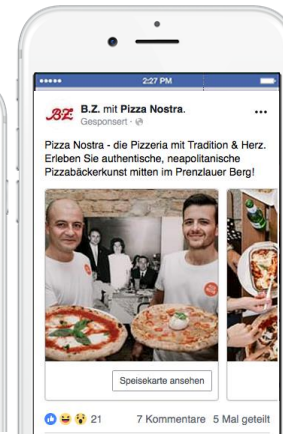 2:27 PM
B.Z. B.Z. mit Pizza Nostra.
Gesponsert ·
Pizza Nostra - die Pizzeria mit Tradition & Herz.
Erleben Sie authentische, neapolitanische
Pizzabäckerkunst mitten im Prenzlauer Berg!
Speisekarte ansehen
21 7 Kommentare 5 Mal geteilt